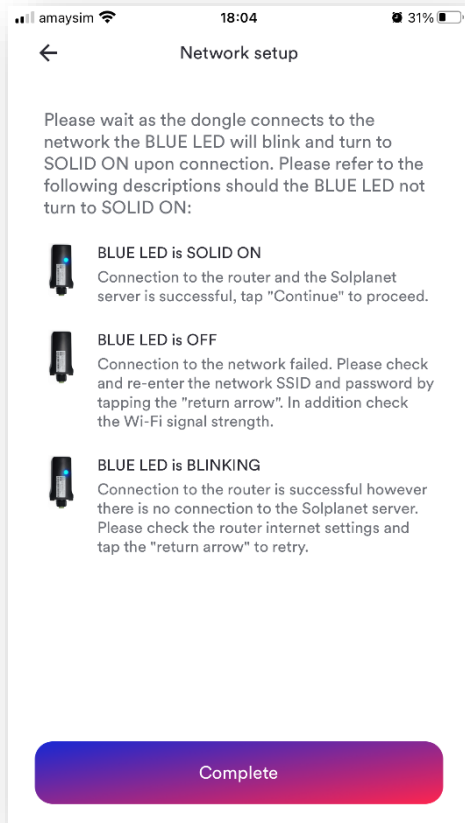 amaysim 18:04 31%
Network setup
Please wait as the dongle connects to the
network the BLUE LED will blink and turn to
SOLID ON upon connection. Please refer to the
following descriptions should the BLUE LED not
turn to SOLID ON:
BLUE LED is SOLID ON
Connection to the router and the Solplanet
server is successful, tap "Continue" to proceed.
BLUE LED is OFF
Connection to the network failed. Please check
and re-enter the network SSID and password by
tapping the "return arrow". In addition check
the Wi-Fi signal strength.
BLUE LED is BLINKING
Connection to the router is successful however
there is no connection to the Solplanet server.
Please check the router internet settings and
tap the "return arrow" to retry.
Complete